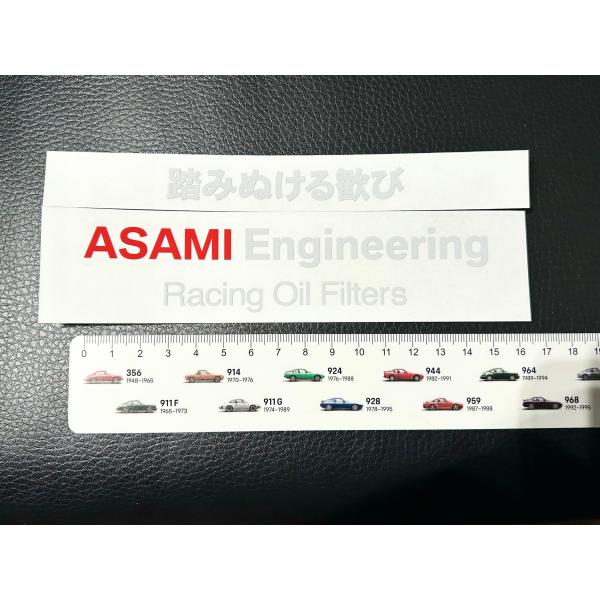 踏みぬける歓び
ASAMI Engineering
Racing Oil Filters
0 1 2 3 4 5 6 7 8 9 10 11 12 13 14 15 16 17 18 19
356 914 924 944 964
1948–1965 1970–1976 1976–1988 1982–1991 1989–1994
911 F 911 G 928 959 968
1965–1973 1974–1989 1978–1995 1987–1988 1992–1995